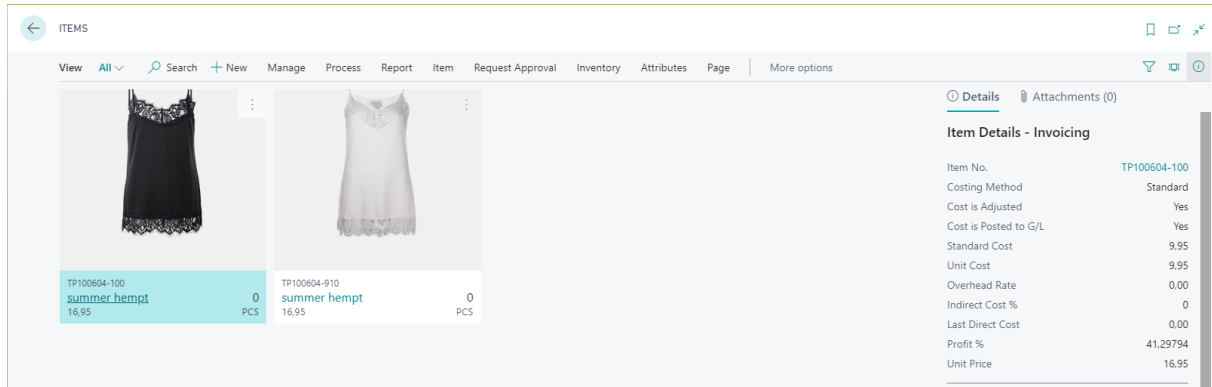 ITEMS
View All Search + New Manage Process Report Item Request Approval Inventory Attributes Page More options
TP100604-100
summer hempt 0
16,95 PCS
TP100604-910
summer hempt 0
16,95 PCS
Details Attachments (0)
Item Details - Invoicing
Item No. TP100604-100
Costing Method Standard
Cost is Adjusted Yes
Cost is Posted to G/L Yes
Standard Cost 9,95
Unit Cost 9,95
Overhead Rate 0,00
Indirect Cost % 0
Last Direct Cost 0,00
Profit % 41,29794
Unit Price 16,95